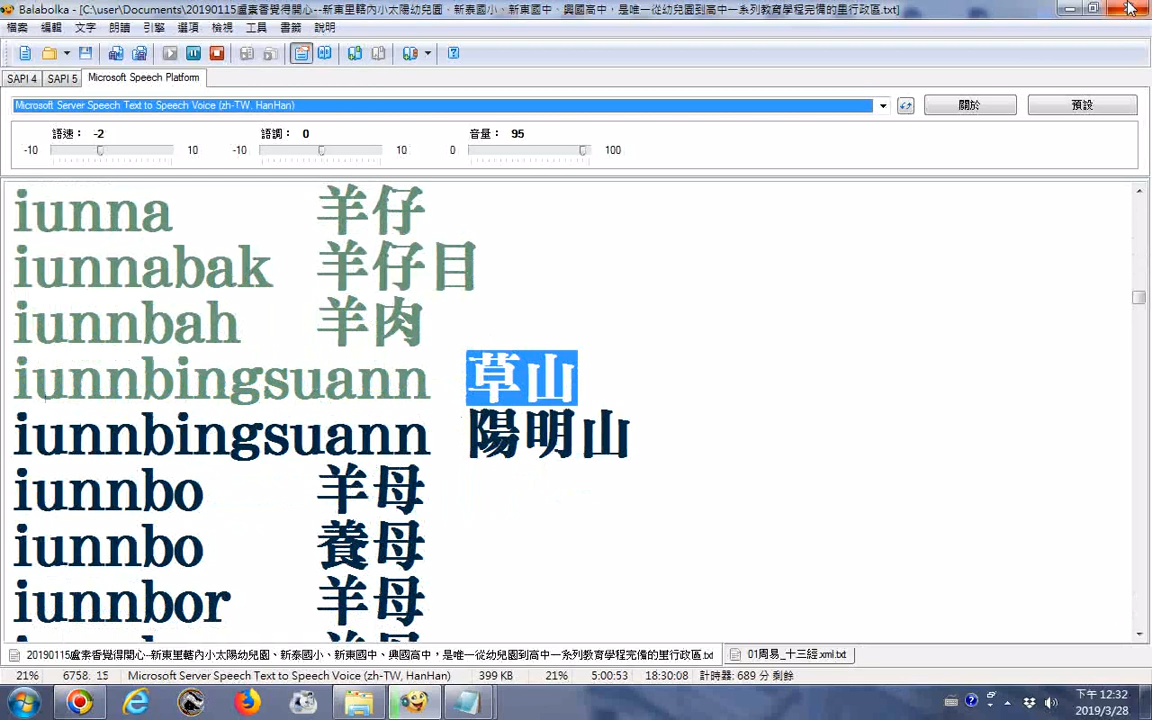 Balabolka - [C:\user\Documents\20190115盧素香覺得開心--新東里轄內小太陽幼兒園、新泰國小、新東國中、興國高中，是唯一從幼兒園到高中一系列教育學程完備的里行政區.txt]
檔案 編輯 文字 朗讀 引擎 選項 檢視 工具 書籤 說明
SAPI 4 SAPI 5 Microsoft Speech Platform
Microsoft Server Speech Text to Speech Voice (zh-TW, HanHan) 關於 預設
語速： -2 語調： 0 音量： 95
-10 10 -10 10 0 100
iunna 羊仔
iunnabak 羊仔目
iunnbah 羊肉
iunnbingsuann 草山
iunnbingsuann 陽明山
iunnbo 羊母
iunnbo 養母
iunnbor 羊母
20190115盧素香覺得開心--新東里轄內小太陽幼兒園、新泰國小、新東國中、興國高中，是唯一從幼兒園到高中一系列教育學程完備的里行政區.txt 01周易_十三經.xml.txt
21% 6758. 15 Microsoft Server Speech Text to Speech Voice (zh-TW, HanHan) 399 KB 21% 5:00:53 18:30:08 計時器: 689 分 剩餘
下午 12:32
2019/3/28